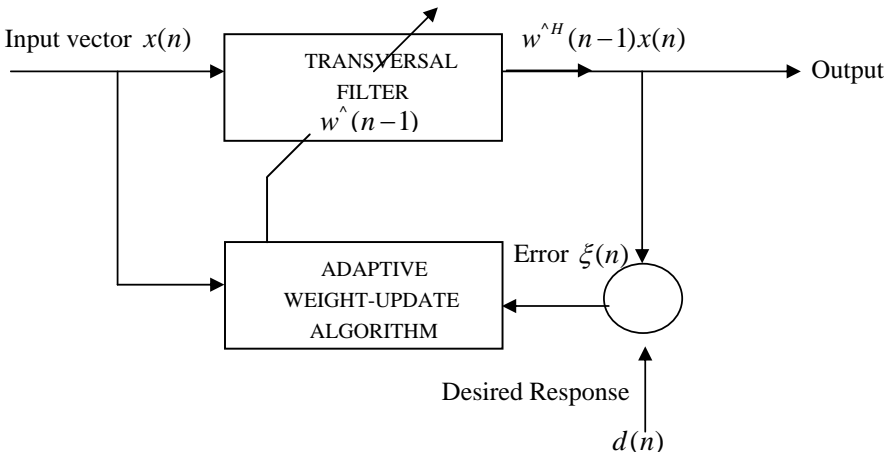 Input vector x(n)
TRANSVERSAL
FILTER
w^(n−1)
w^H(n−1)x(n)
Output
ADAPTIVE
WEIGHT-UPDATE
ALGORITHM
Error ξ(n)
Desired Response
d(n)